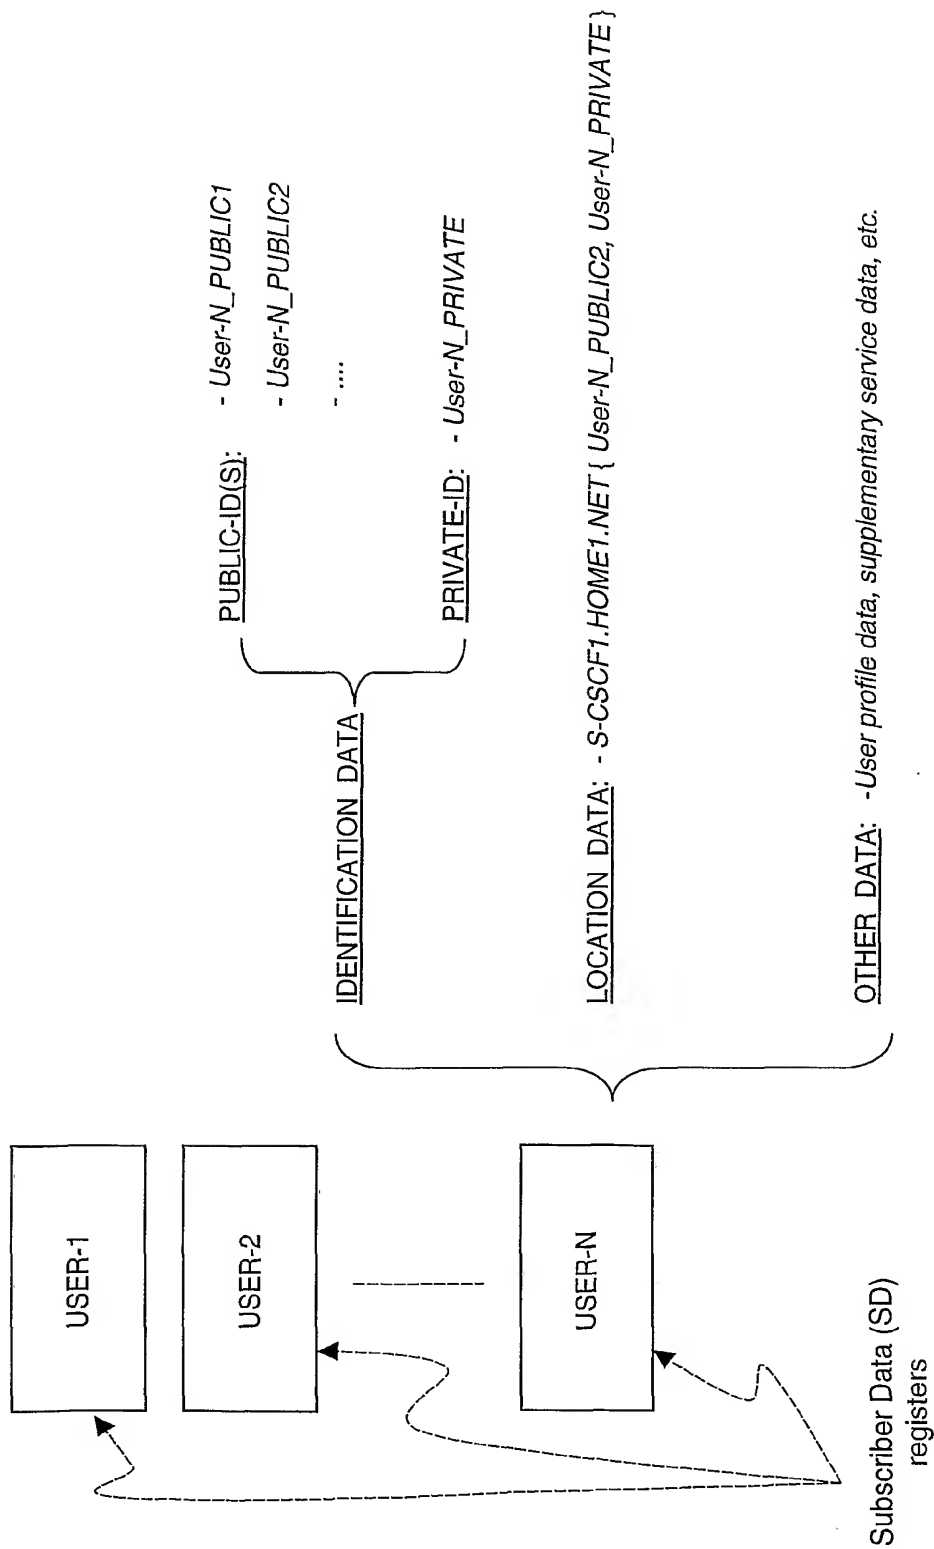 USER-1
USER-2
USER-N
Subscriber Data (SD)
registers
IDENTIFICATION DATA
PUBLIC-ID(S): - User-N_PUBLIC1
- User-N_PUBLIC2
- ....
PRIVATE-ID: - User-N_PRIVATE
LOCATION DATA: - S-CSCF1.HOME1.NET { User-N_PUBLIC2, User-N_PRIVATE }
OTHER DATA: -User profile data, supplementary service data, etc.